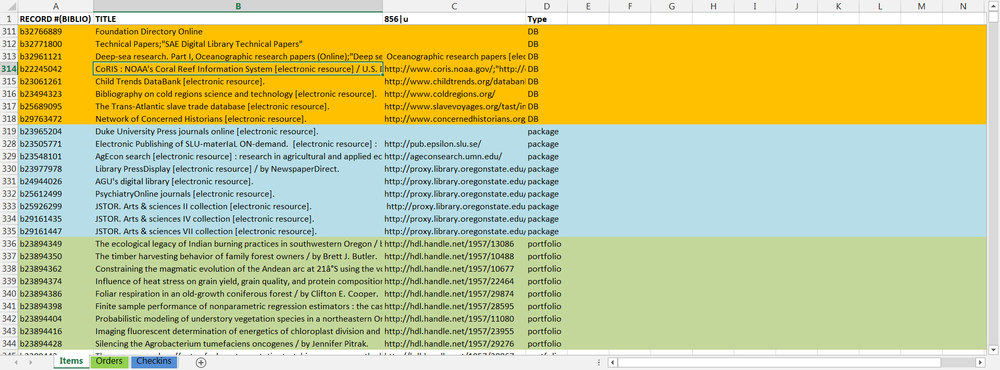 A B C D E F G H I J K L M N
1 RECORD #(BIBLIO) TITLE 856|u Type
311 b32766889 Foundation Directory Online DB
312 b32771800 Technical Papers;"SAE Digital Library Technical Papers" DB
313 b32961121 Deep-sea research. Part I, Oceanographic research papers (Online);"Deep se Oceanographic research papers [elec DB
314 b22245042 CoRIS : NOAA's Coral Reef Information System [electronic resource] / U.S. http://www.coris.noaa.gov/;"http:// DB
315 b23061261 Child Trends DataBank [electronic resource]. http://www.childtrends.org/databan DB
316 b23494323 Bibliography on cold regions science and technology [electronic resource]. http://www.coldregions.org/ DB
317 b25689095 The Trans-Atlantic slave trade database [electronic resource]. http://www.slavevoyages.org/tast/in DB
318 b29763472 Network of Concerned Historians [electronic resource]. http://www.concernedhistorians.org DB
319 b23965204 Duke University Press journals online [electronic resource]. package
328 b23505771 Electronic Publishing of SLU-materIaL ON-demand. [electronic resource] : http://pub.epsilon.slu.se/ package
329 b23548101 AgEcon search [electronic resource] : research in agricultural and applied ec http://ageconsearch.umn.edu/ package
330 b23977978 Library PressDisplay [electronic resource] / by NewspaperDirect. http://proxy.library.oregonstate.edu/ package
331 b24944026 AGU's digital library [electronic resource]. http://proxy.library.oregonstate.edu/ package
332 b25612499 PsychiatryOnline journals [electronic resource]. http://proxy.library.oregonstate.edu/ package
333 b25926299 JSTOR. Arts & sciences II collection [electronic resource]. http://proxy.library.oregonstate.edu package
334 b29161435 JSTOR. Arts & sciences IV collection [electronic resource]. http://proxy.library.oregonstate.edu/ package
335 b29161447 JSTOR. Arts & sciences VII collection [electronic resource]. http://proxy.library.oregonstate.edu/ package
336 b23894349 The ecological legacy of Indian burning practices in southwestern Oregon / http://hdl.handle.net/1957/13086 portfolio
337 b23894350 The timber harvesting behavior of family forest owners / by Brett J. Butler. http://hdl.handle.net/1957/10488 portfolio
338 b23894362 Constraining the magmatic evolution of the Andean arc at 21â°S using the vo http://hdl.handle.net/1957/10677 portfolio
339 b23894374 Influence of heat stress on grain yield, grain quality, and protein composition http://hdl.handle.net/1957/22464 portfolio
340 b23894386 Foliar respiration in an old-growth coniferous forest / by Clifton E. Cooper. http://hdl.handle.net/1957/29874 portfolio
341 b23894398 Finite sample performance of nonparametric regression estimators : the cas http://hdl.handle.net/1957/28595 portfolio
342 b23894404 Probabilistic modeling of understory vegetation species in a northeastern Or http://hdl.handle.net/1957/11080 portfolio
343 b23894416 Imaging fluorescent determination of energetics of chloroplast division and http://hdl.handle.net/1957/23955 portfolio
344 b23894428 Silencing the Agrobacterium tumefaciens oncogenes / by Jennifer Pitrak. http://hdl.handle.net/1957/29276 portfolio
Items Orders Checkins